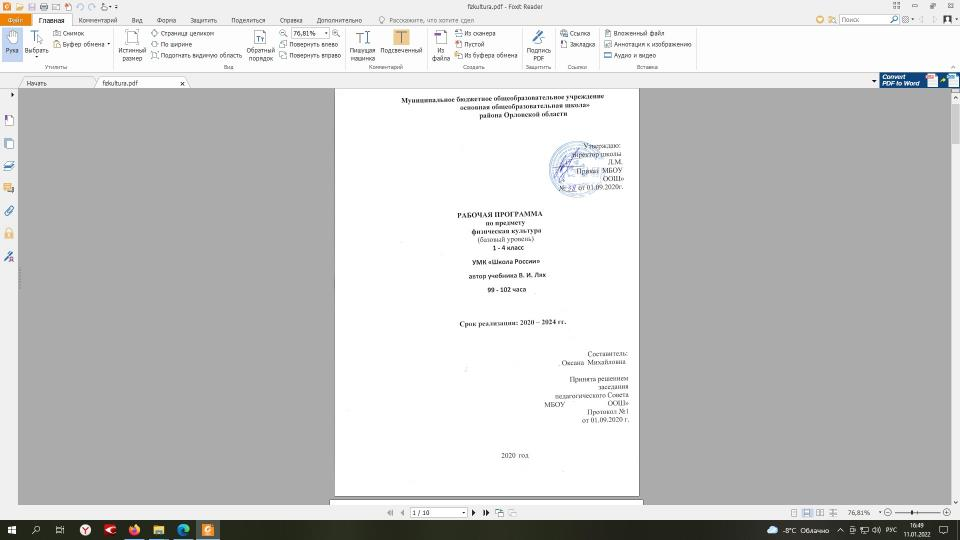 fizkultura.pdf - Foxit Reader
Файл Главная Комментарий Вид Форма Защитить Поделиться Справка Дополнительно Расскажите, что хотите сдел Поиск
Рука
Выбрать
Снимок
Буфер обмена
Утилиты
Истинный размер
Страница целиком
По ширине
Подогнать видимую область
Вид
Обратный порядок
76,81%
Повернуть влево
Повернуть вправо
Пишущая машинка
Подсвеченный
Комментарий
Из файла
Из сканера
Пустой
Из буфера обмена
Создать
Подпись PDF
Защитить
Ссылка
Закладка
Ссылки
Вложенный файл
Аннотация к изображению
Аудио и видео
Вставка
Начать
fizkultura.pdf
Convert
PDF to Word
Муниципальное бюджетное общеобразовательное учреждение
основная общеобразовательная школа»
района Орловской области
Утверждаю:
директор школы
Л.М.
Приказ МБОУ
ООШ»
от 01.09.2020г.
РАБОЧАЯ ПРОГРАММА
по предмету
физическая культура
(базовый уровень)
1 - 4 класс
УМК «Школа России»
автор учебника В. И. Лях
99 - 102 часа
Срок реализации: 2020 – 2024 гг.
Составитель:
. Оксана Михайловна
Принята решением
заседания
педагогического Совета
МБОУ ООШ»
Протокол №1
от 01.09.2020 г.
2020 год
1 / 10
76,81%
-8°C Облачно
РУС
16:49
11.01.2022